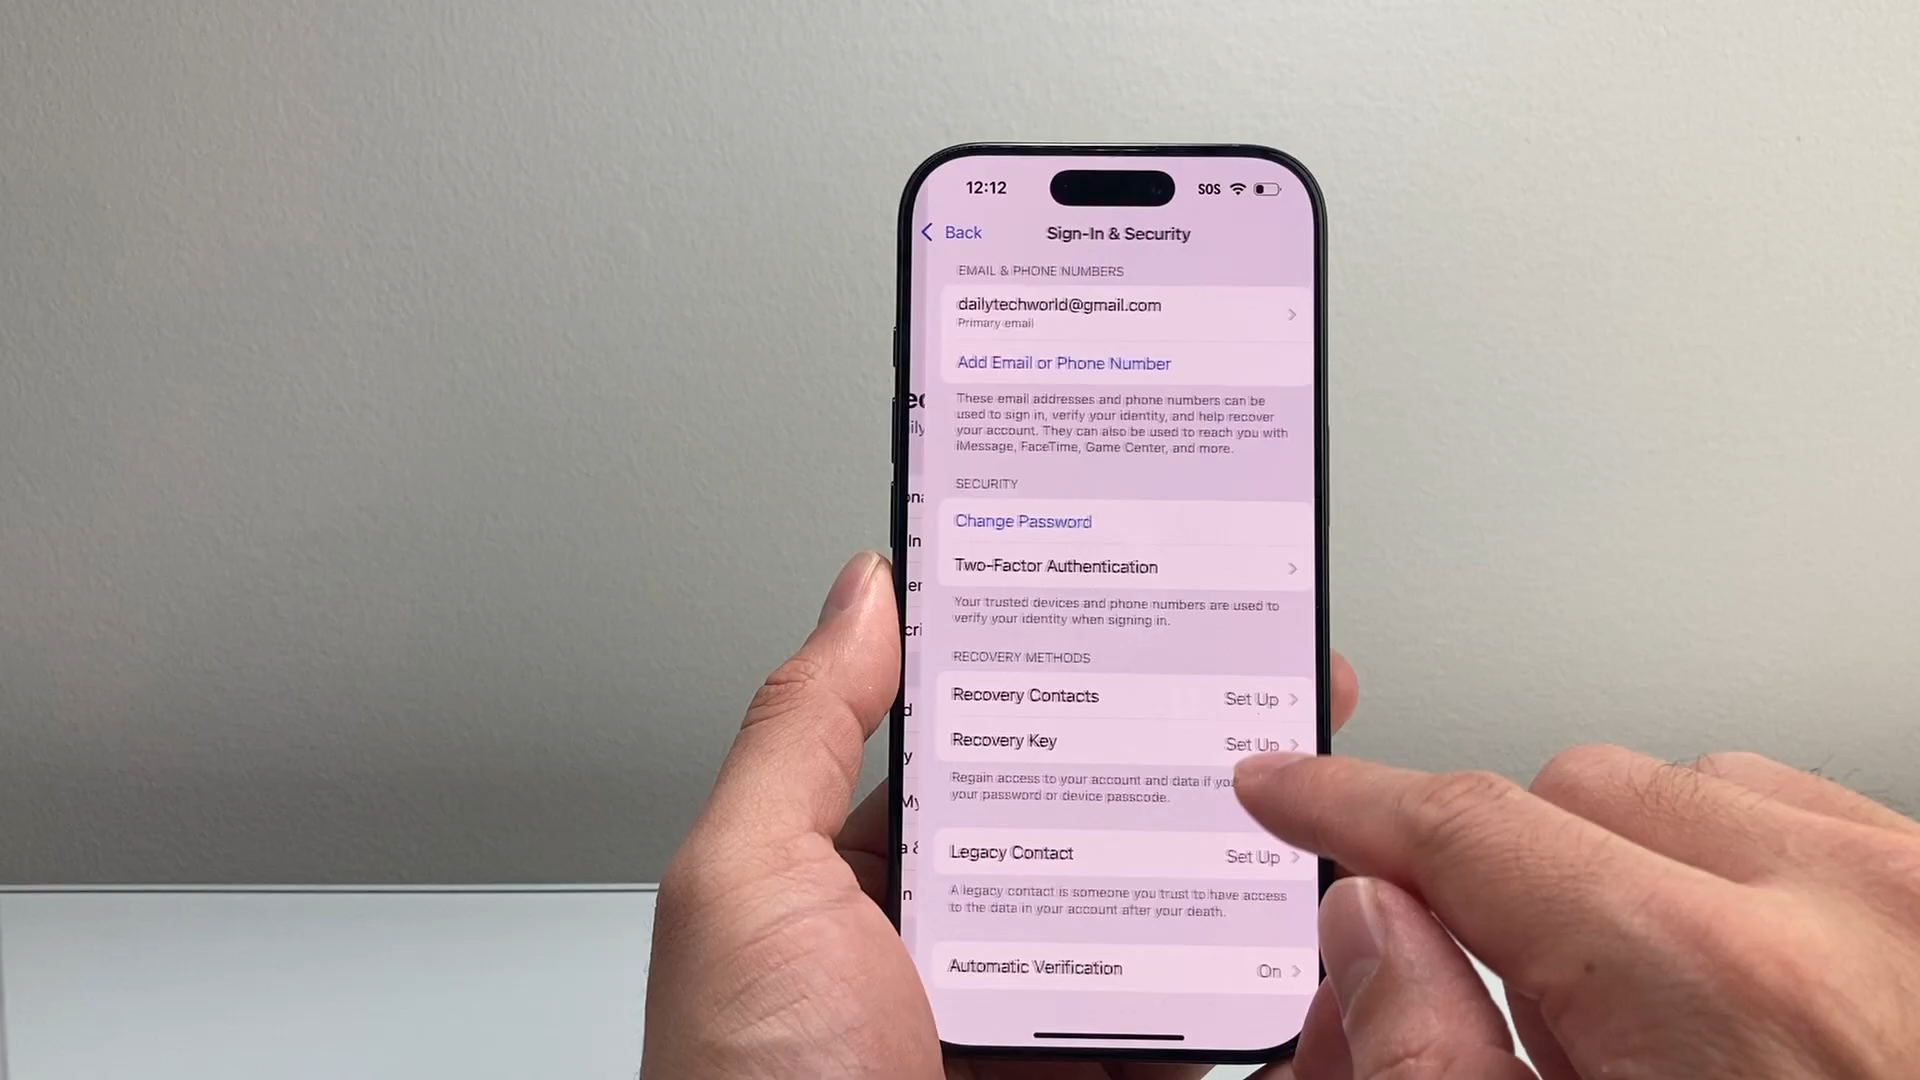 12:12
SOS
Back
Sign-In & Security
EMAIL & PHONE NUMBERS
dailytechworld@gmail.com
Primary email
Add Email or Phone Number
These email addresses and phone numbers can be
used to sign in, verify your identity, and help recover
your account. They can also be used to reach you with
iMessage, FaceTime, Game Center, and more.
SECURITY
Change Password
Two-Factor Authentication
Your trusted devices and phone numbers are used to
verify your identity when signing in.
RECOVERY METHODS
Recovery Contacts Set Up
Recovery Key Set Up
Regain access to your account and data if
your password or device passcode.
Legacy Contact Set Up
A legacy contact is someone you trust to have access
to the data in your account after your death.
Automatic Verification On